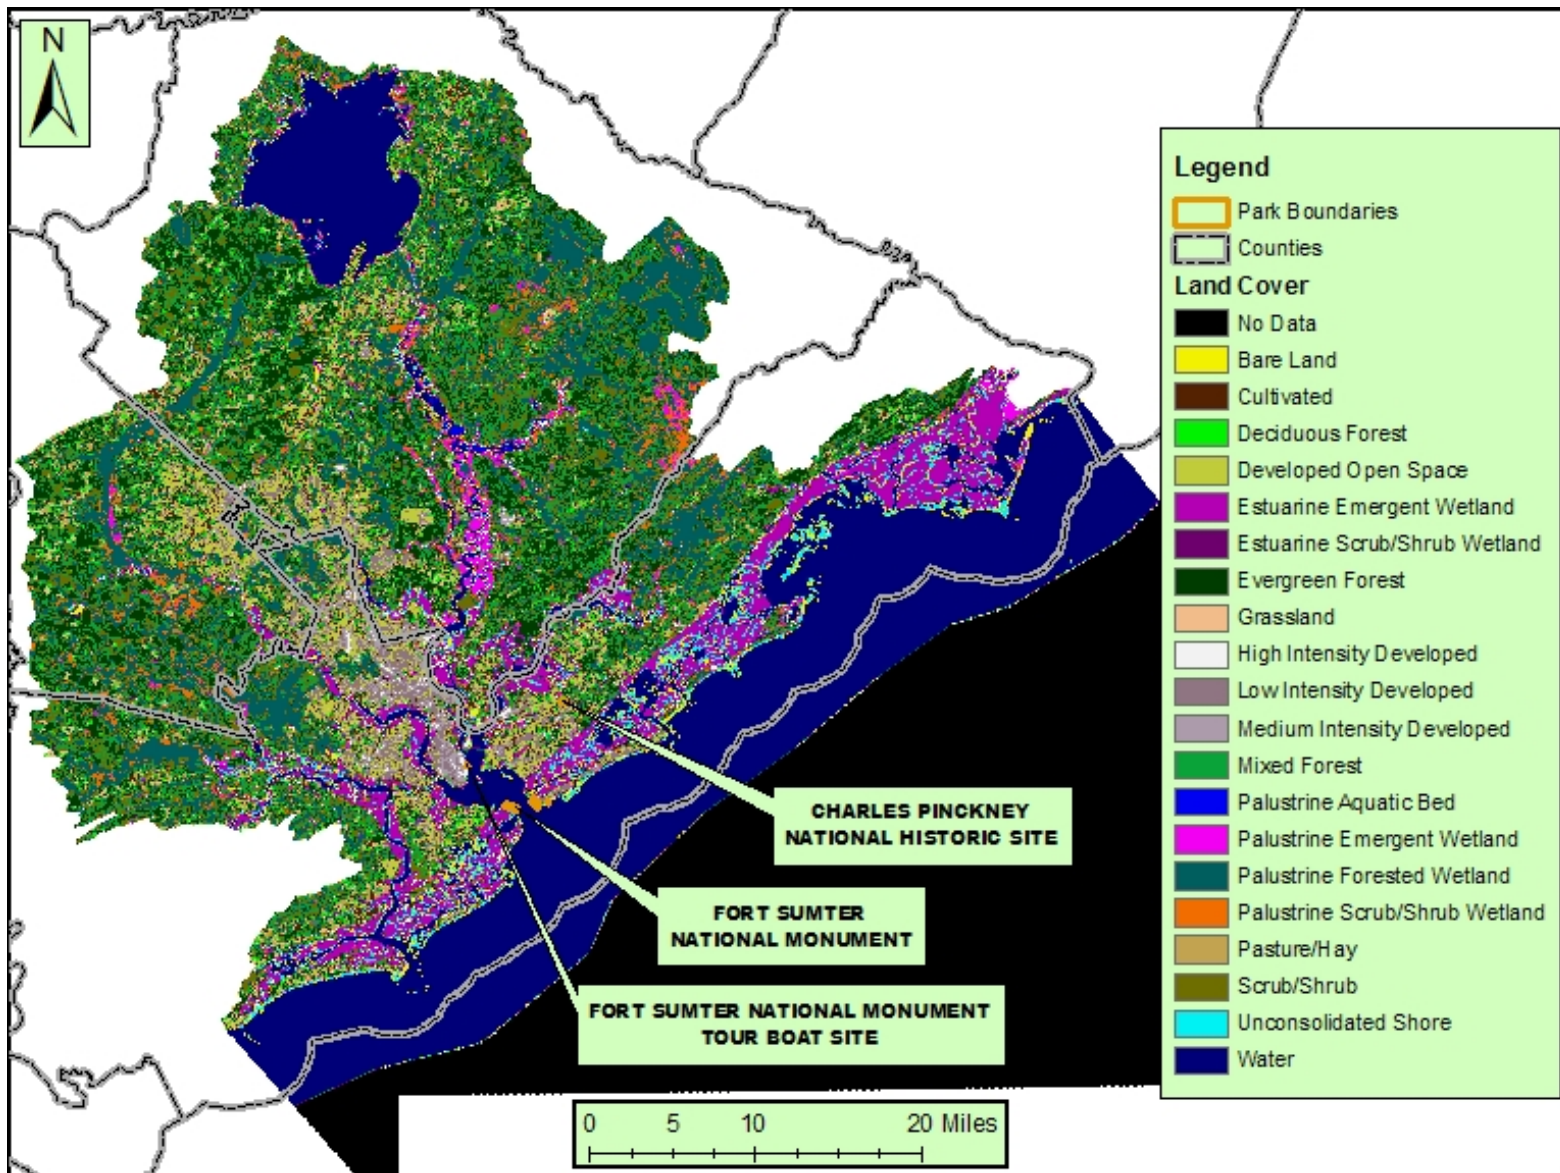 N
Legend
Park Boundaries
Counties
Land Cover
No Data
Bare Land
Cultivated
Deciduous Forest
Developed Open Space
Estuarine Emergent Wetland
Estuarine Scrub/Shrub Wetland
Evergreen Forest
Grassland
High Intensity Developed
Low Intensity Developed
Medium Intensity Developed
Mixed Forest
Palustrine Aquatic Bed
Palustrine Emergent Wetland
Palustrine Forested Wetland
Palustrine Scrub/Shrub Wetland
Pasture/Hay
Scrub/Shrub
Unconsolidated Shore
Water
CHARLES PINCKNEY
NATIONAL HISTORIC SITE
FORT SUMTER
NATIONAL MONUMENT
FORT SUMTER NATIONAL MONUMENT
TOUR BOAT SITE
0 5 10 20 Miles